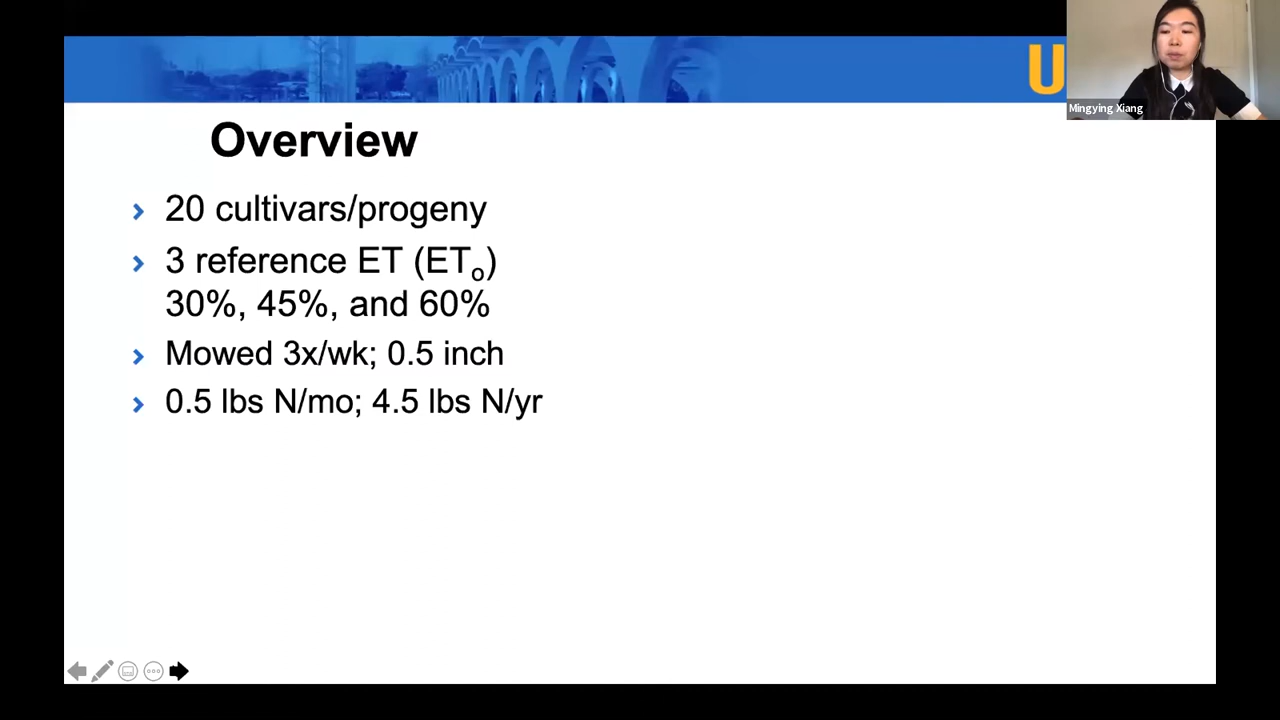 U
Mingying Xiang
Overview
20 cultivars/progeny
3 reference ET (ETo)
30%, 45%, and 60%
Mowed 3x/wk; 0.5 inch
0.5 lbs N/mo; 4.5 lbs N/yr